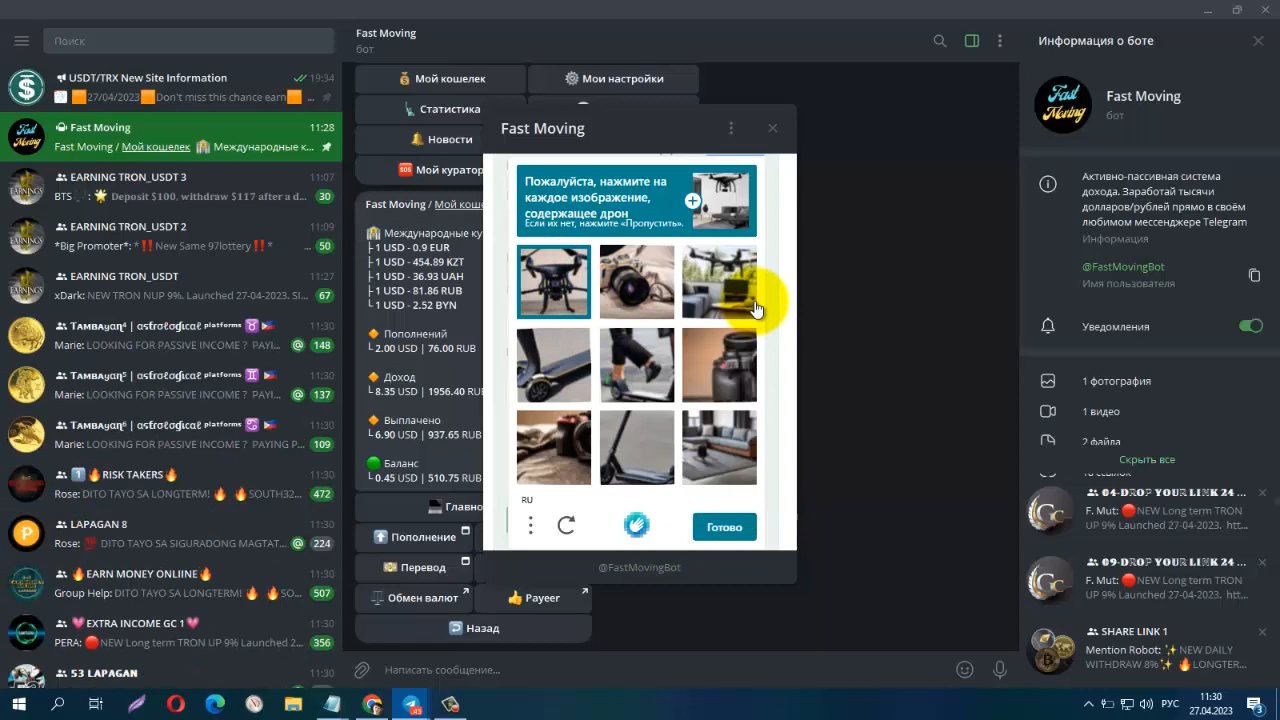 Поиск
USDT/TRX New Site Information
19:34
27/04/2023 Don't miss this chance earn
...
Fast Moving
11:28
Fast Moving / Мой кошелек Международные к...
EARNING TRON_USDT 3
11:07
BTS : Deposit $100, withdraw $117 after a d...
30
EARNING TRON_USDT 2
11:09
*Big Promoter*: *‼New Same 97lottery‼* ...
50
EARNING TRON_USDT
11:27
xDark: NEW TRON NUP 9%. Launched 27-04-2023. ...
67
11:30
Marie: LOOKING FOR PASSIVE INCOME ? PAYI...
@ 148
11:30
Marie: LOOKING FOR PASSIVE INCOME ? PAYIN...
@ 137
11:30
Marie: LOOKING FOR PASSIVE INCOME ? PAYING P...
109
1 RISK TAKERS
11:30
Rose: DITO TAYO SA LONGTERM! SOUTH32...
472
LAPAGAN 8
11:30
Rose: DITO TAYO SA SIGURADONG MAGTAT...
@ 224
EARN MONEY ONLIINE
11:30
Group Help: DITO TAYO SA LONGTERM! SO...
507
EXTRA INCOME GC 1
11:30
PERA: NEW Long term TRON UP 9% Launched 2...
356
53 LAPAGAN
11:30
Fast Moving
бот
Мой кошелек
Мои настройки
Статистика
Новости
SOS Мой куратор
Fast Moving / Мой коше
Международные ку
├ 1 USD - 0.9 EUR
├ 1 USD - 454.89 KZT
├ 1 USD - 36.93 UAH
├ 1 USD - 81.86 RUB
└ 1 USD - 2.52 BYN
Пополнений
└ 2.00 USD | 76.00 RUB
Доход
└ 8.35 USD | 1956.40 RUB
Выплачено
└ 6.90 USD | 937.65 RUB
Баланс
└ 0.45 USD | 510.75 RUB
Главно
Пополнение
Перевод
Обмен валют
Payeer
Назад
Написать сообщение...
Fast Moving
Пожалуйста, нажмите на
каждое изображение,
содержащее дрон
Если их нет, нажмите «Пропустить».
RU
Готово
@FastMovingBot
Информация о боте
Fast Moving
бот
Активно-пассивная система
дохода. Заработай тысячи
долларов/рублей прямо в своём
любимом мессенджере Telegram
Информация
@FastMovingBot
Имя пользователя
Уведомления
1 фотография
1 видео
2 файла
Скрыть все
04-DROP YOUR LINK 24 ...
F. Mut: NEW Long term TRON
UP 9% Launched 27-04-2023, htt...
09-DROP YOUR LINK 24 ...
F. Mut: NEW Long term TRON
UP 9% Launched 27-04-2023, htt...
SHARE LINK 1
Mention Robot: NEW DAILY
WITHDRAW 8% LONGTER...
45
РУС
11:30
27.04.2023
3